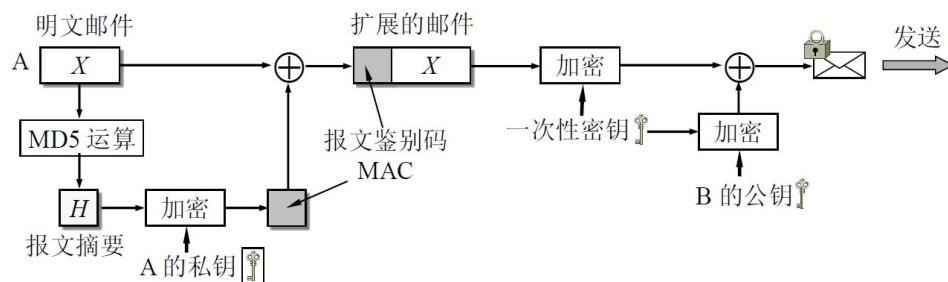 明文邮件
扩展的邮件
发送
A
X
X
加密
MD5 运算
报文鉴别码
MAC
一次性密钥
加密
H
加密
B 的公钥
报文摘要
A 的私钥